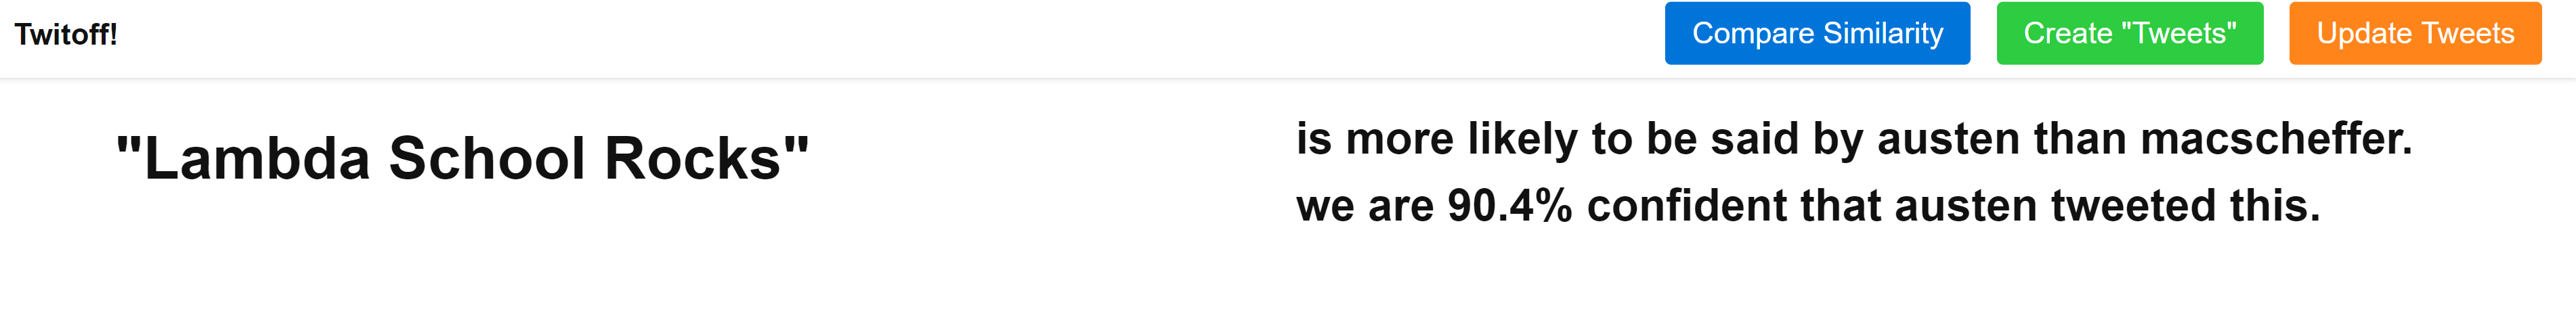 Twitoff!
Compare Similarity
Create "Tweets"
Update Tweets
"Lambda School Rocks"
is more likely to be said by austen than macscheffer.
we are 90.4% confident that austen tweeted this.